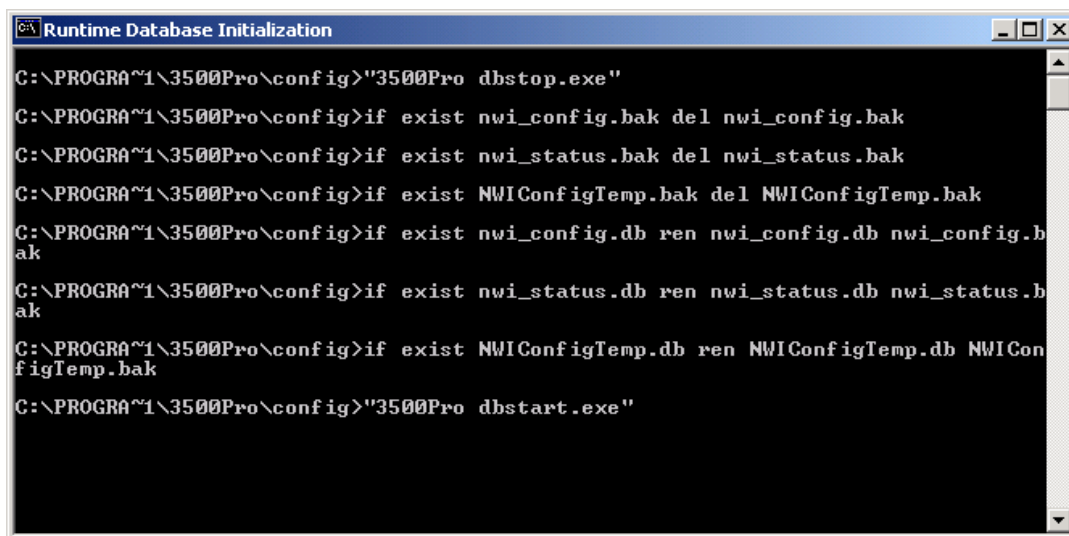 Runtime Database Initialization
C:\PROGRA~1\3500Pro\config>"3500Pro dbstop.exe"
C:\PROGRA~1\3500Pro\config>if exist nwi_config.bak del nwi_config.bak
C:\PROGRA~1\3500Pro\config>if exist nwi_status.bak del nwi_status.bak
C:\PROGRA~1\3500Pro\config>if exist NWIConfigTemp.bak del NWIConfigTemp.bak
C:\PROGRA~1\3500Pro\config>if exist nwi_config.db ren nwi_config.db nwi_config.b
ak
C:\PROGRA~1\3500Pro\config>if exist nwi_status.db ren nwi_status.db nwi_status.b
ak
C:\PROGRA~1\3500Pro\config>if exist NWIConfigTemp.db ren NWIConfigTemp.db NWICon
figTemp.bak
C:\PROGRA~1\3500Pro\config>"3500Pro dbstart.exe"